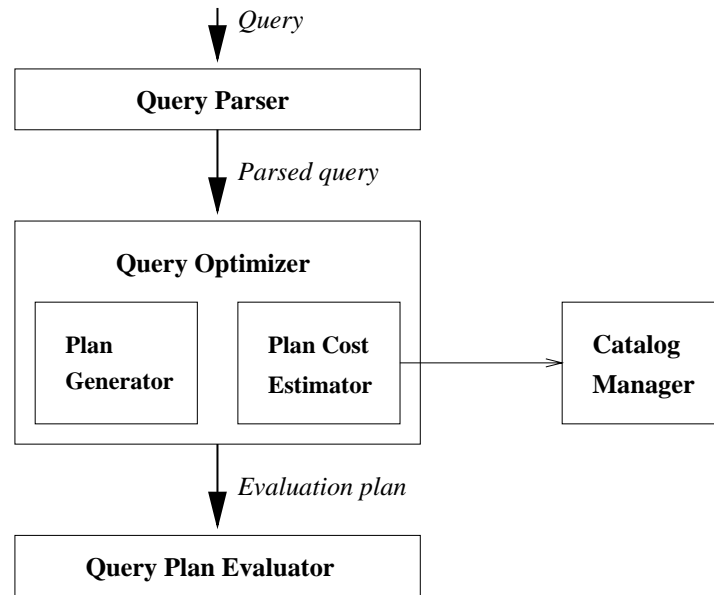 Query
Query Parser
Parsed query
Query Optimizer
Plan
Generator
Plan Cost
Estimator
Catalog
Manager
Evaluation plan
Query Plan Evaluator